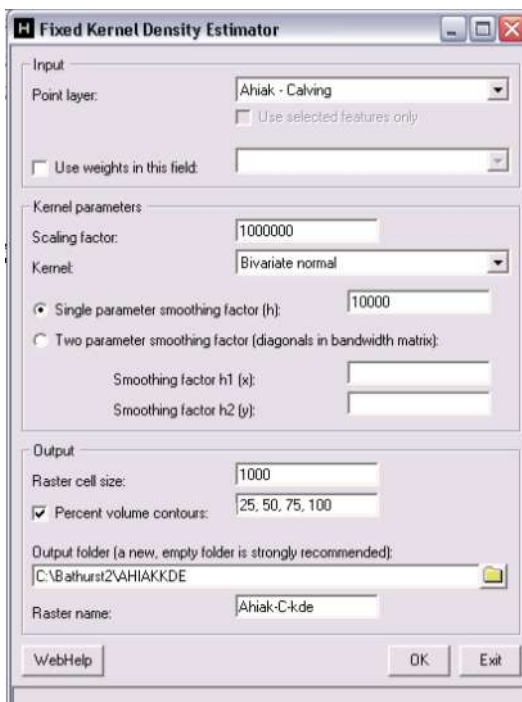 H Fixed Kernel Density Estimator
Input
Point layer: Ahiak - Calving
Use selected features only
Use weights in this field:
Kernel parameters
Scaling factor: 1000000
Kernel: Bivariate normal
Single parameter smoothing factor (h): 10000
Two parameter smoothing factor (diagonals in bandwidth matrix):
Smoothing factor h1 (x):
Smoothing factor h2 (y):
Output
Raster cell size: 1000
Percent volume contours: 25, 50, 75, 100
Output folder (a new, empty folder is strongly recommended):
C:\Bathurst2\AHIAKKDE
Raster name: Ahiak-C-kde
WebHelp OK Exit